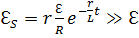 ℰ_S = r (ℰ/R) e^{-(r/L)t} ≫ ℰ